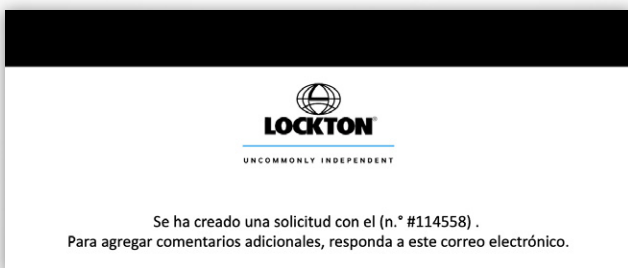 LOCKTON
UNCOMMONLY INDEPENDENT
Se ha creado una solicitud con el (n.° #114558) .
Para agregar comentarios adicionales, responda a este correo electrónico.